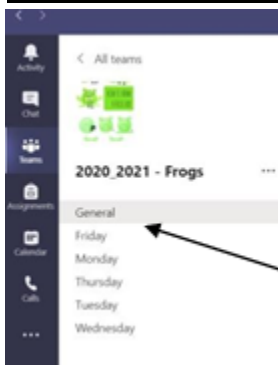 < >
Activity
< All teams
Chat
Teams
2020_2021 - Frogs ...
Assignments
General
Friday
Calendar
Monday
Thursday
Calls
Tuesday
Wednesday
...